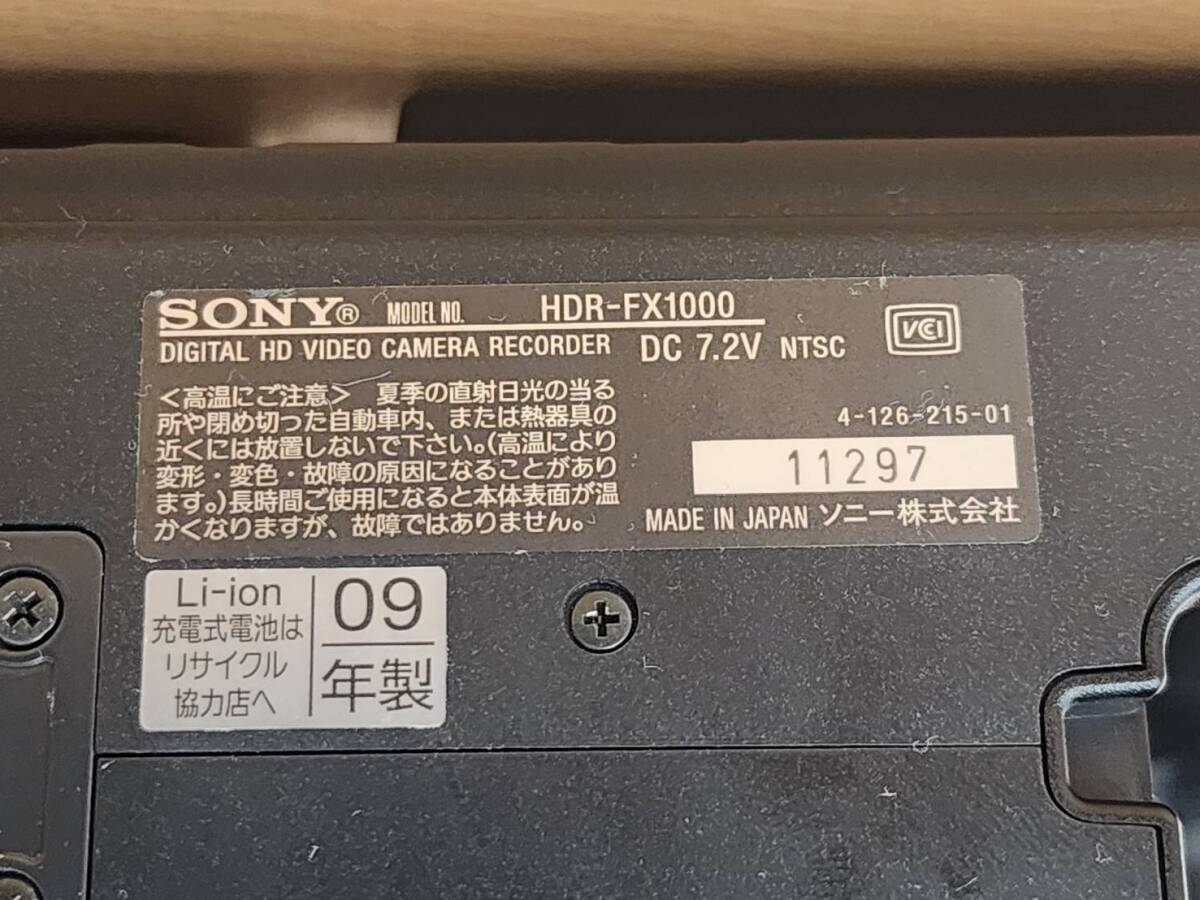 SONY® MODEL NO. HDR-FX1000
DIGITAL HD VIDEO CAMERA RECORDER DC 7.2V NTSC
VCCI
<高温にご注意> 夏季の直射日光の当る
所や閉め切った自動車内、または熱器具の
近くには放置しないで下さい。(高温により
変形・変色・故障の原因になることがあり
ます。)長時間ご使用になると本体表面が温
かくなりますが、故障ではありません。
4-126-215-01
11297
MADE IN JAPAN ソニー株式会社
Li-ion
充電式電池は
リサイクル
協力店へ
09
年製